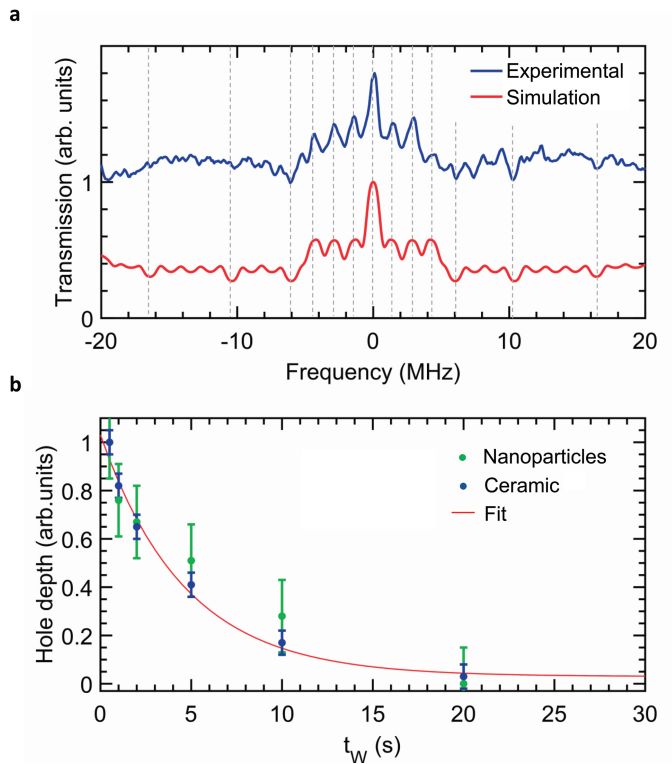 a
Transmission (arb. units)
1
0
Experimental
Simulation
-20 -10 0 10 20
Frequency (MHz)
b
Hole depth (arb.units)
1
0.8
0.6
0.4
0.2
0
Nanoparticles
Ceramic
Fit
0 5 10 15 20 25 30
tW (s)